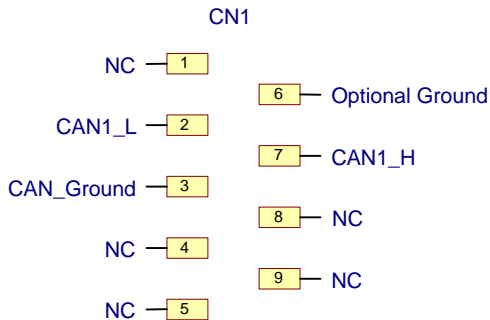 CN1
NC 1
6 Optional Ground
CAN1_L 2
7 CAN1_H
CAN_Ground 3
8 NC
NC 4
9 NC
NC 5